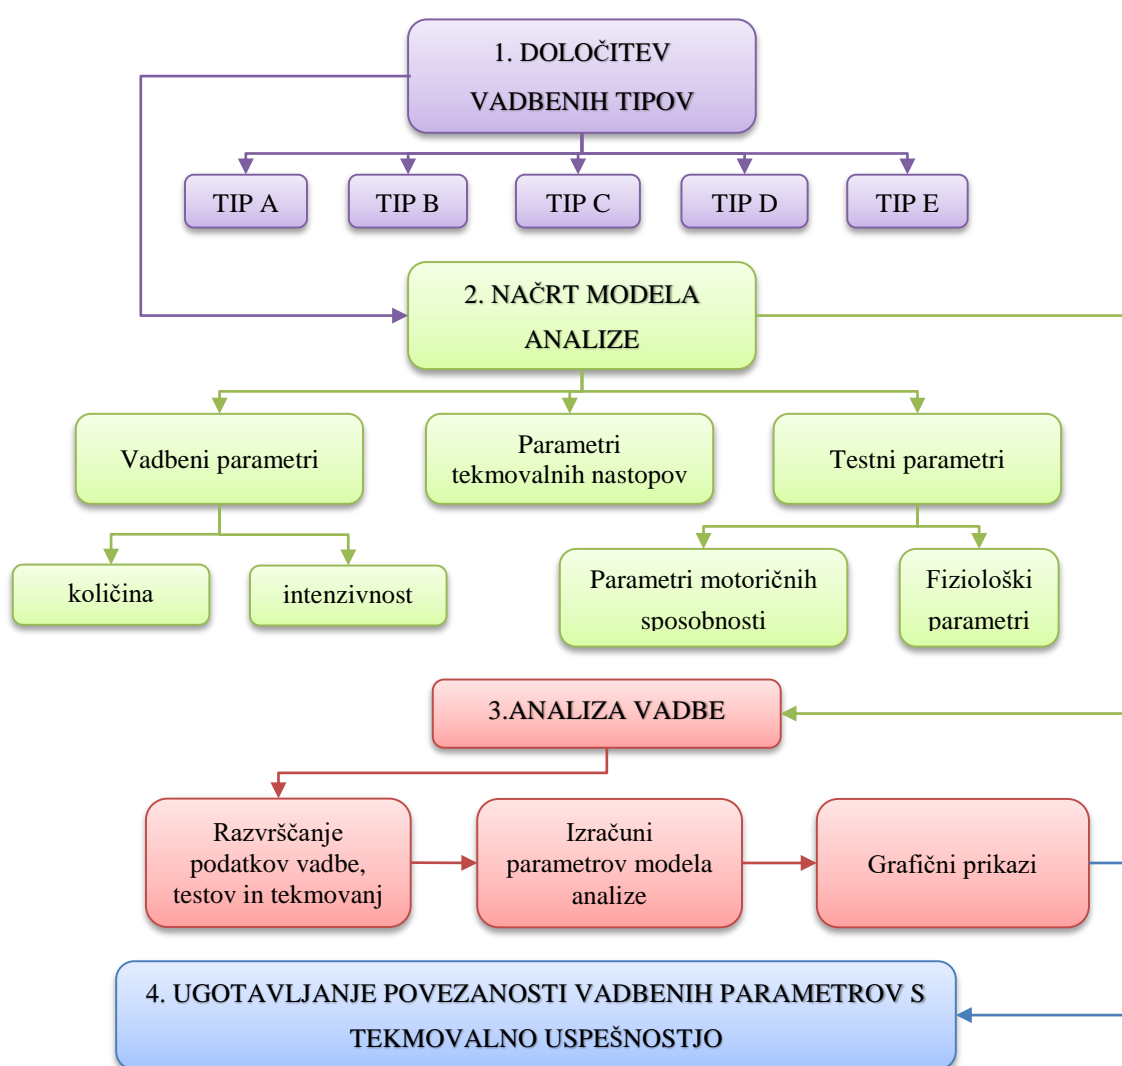 1. DOLOČITEV
VADBENIH TIPOV
TIP A
TIP B
TIP C
TIP D
TIP E
2. NAČRT MODELA
ANALIZE
Vadbeni parametri
Parametri
tekmovalnih nastopov
Testni parametri
količina
intenzivnost
Parametri motoričnih
sposobnosti
Fiziološki
parametri
3.ANALIZA VADBE
Razvrščanje
podatkov vadbe,
testov in tekmovanj
Izračuni
parametrov modela
analize
Grafični prikazi
4. UGOTAVLJANJE POVEZANOSTI VADBENIH PARAMETROV S
TEKMOVALNO USPEŠNOSTJO